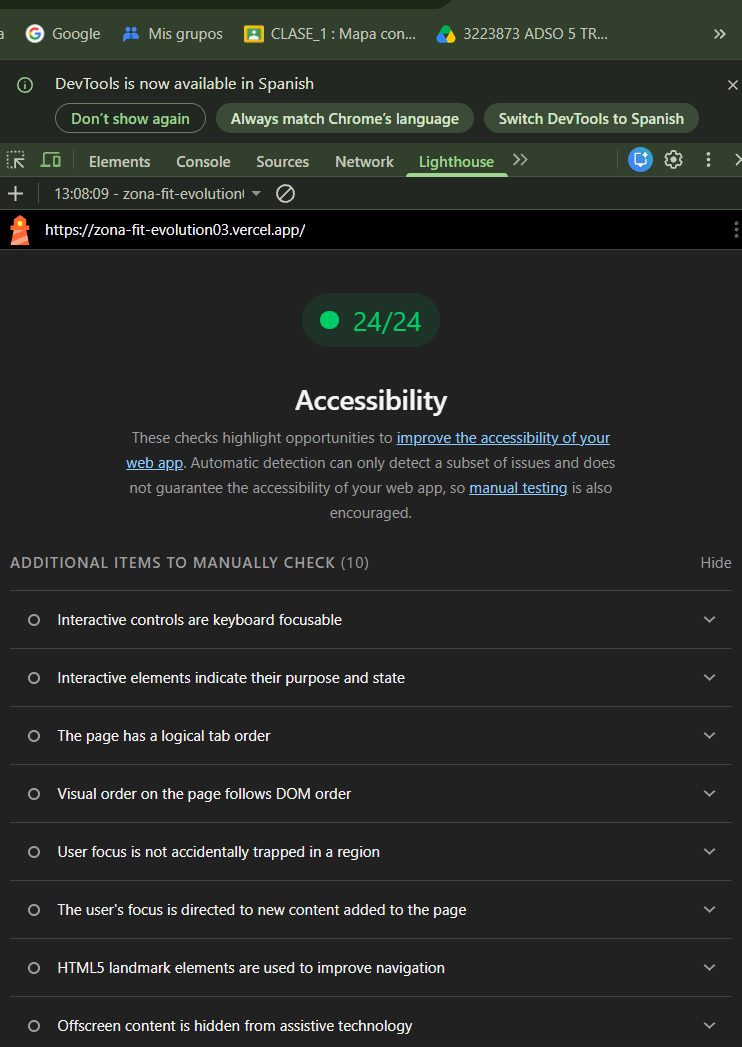 a Google Mis grupos CLASE_1 : Mapa con... 3223873 ADSO 5 TR... »
DevTools is now available in Spanish
Don't show again Always match Chrome's language Switch DevTools to Spanish
Elements Console Sources Network Lighthouse »
13:08:09 - zona-fit-evolution
https://zona-fit-evolution03.vercel.app/
24/24
Accessibility
These checks highlight opportunities to improve the accessibility of your
web app. Automatic detection can only detect a subset of issues and does
not guarantee the accessibility of your web app, so manual testing is also
encouraged.
ADDITIONAL ITEMS TO MANUALLY CHECK (10) Hide
Interactive controls are keyboard focusable
Interactive elements indicate their purpose and state
The page has a logical tab order
Visual order on the page follows DOM order
User focus is not accidentally trapped in a region
The user's focus is directed to new content added to the page
HTML5 landmark elements are used to improve navigation
Offscreen content is hidden from assistive technology